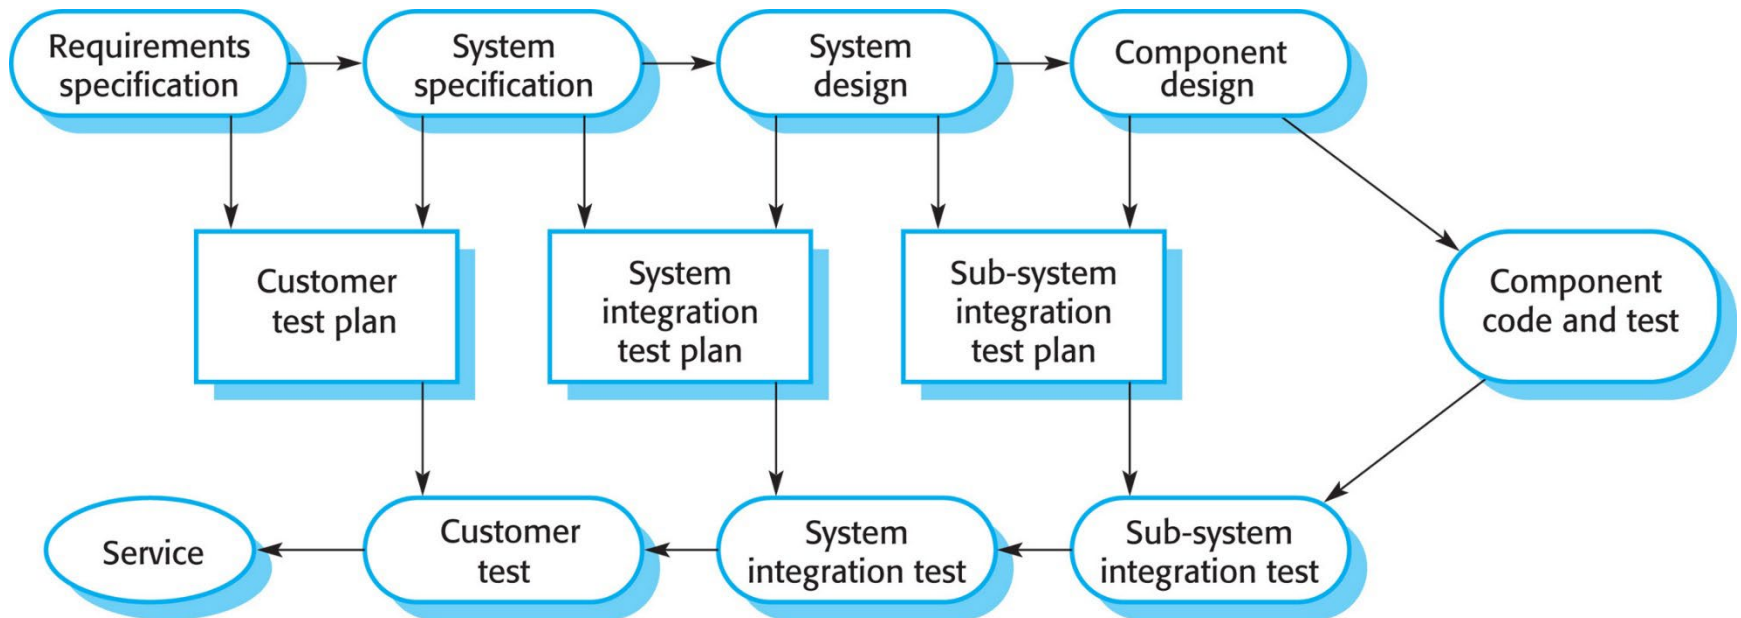 Requirements
specification
System
specification
System
design
Component
design
Customer
test plan
System
integration
test plan
Sub-system
integration
test plan
Component
code and test
Service
Customer
test
System
integration test
Sub-system
integration test